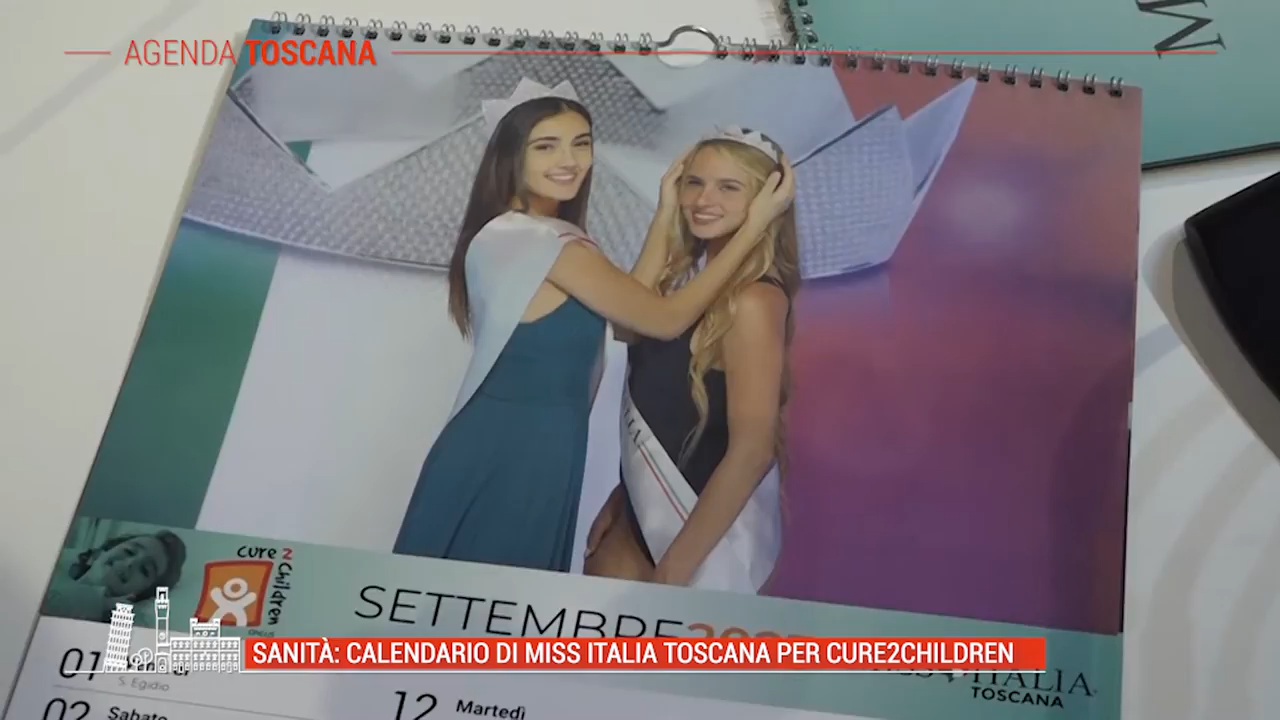 AGENDA TOSCANA
M
cure 2
Children
SETTEMBRE
SANITÀ: CALENDARIO DI MISS ITALIA TOSCANA PER CURE2CHILDREN
ITALIA
TOSCANA
01
S. Egidio
02 Sabato
12 Martedì